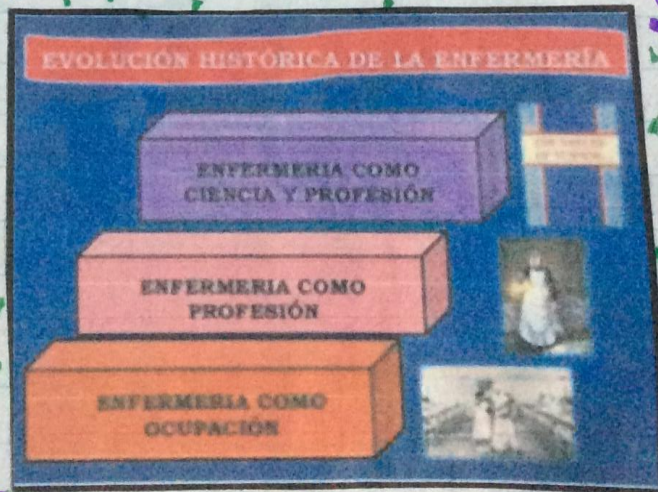 EVOLUCIÓN HISTÓRICA DE LA ENFERMERÍA
ENFERMERIA COMO
CIENCIA Y PROFESIÓN
ENFERMERIA COMO
PROFESIÓN
ENFERMERIA COMO
OCUPACIÓN